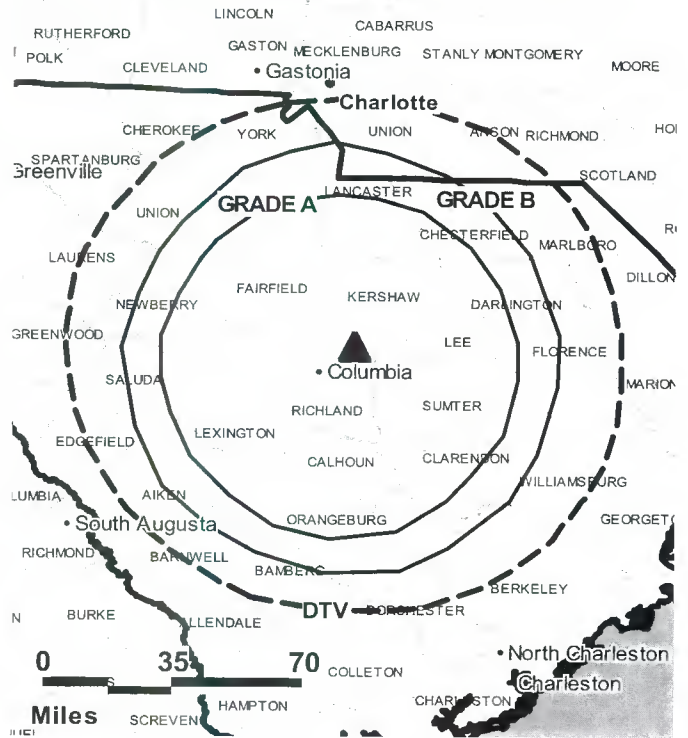 LINCOLN
CABARRUS
RUTHERFORD
GASTON MECKLENBURG STANLY MONTGOMERY
POLK
CLEVELAND
MOORE
Gastonia
Charlotte
CHEROKEE YORK UNION ANSON RICHMOND
SPARTANBURG
SCOTLAND
Greenville
LANCASTER
GRADE A GRADE B
UNION
CHESTERFIELD
MARLBORO
LAURENS
DILLON
FAIRFIELD
KERSHAW
NEWBERRY DARLINGTON
GREENWOOD
LEE
FLORENCE
Columbia
SALUDA
MARION
RICHLAND
SUMTER
LEXINGTON
EDGEFIELD
CALHOUN
CLARENDON
WILLIAMSBURG
AIKEN
LUMBIA
South Augusta
ORANGEBURG
GEORGET
RICHMOND
BARNWELL
BAMBERG
BERKELEY
DTV DORCHESTER
BURKE
ALLENDALE
0 35 70
North Charleston
COLLETON
Charleston
CHARLESTON
HAMPTON
Miles
SCREVEN